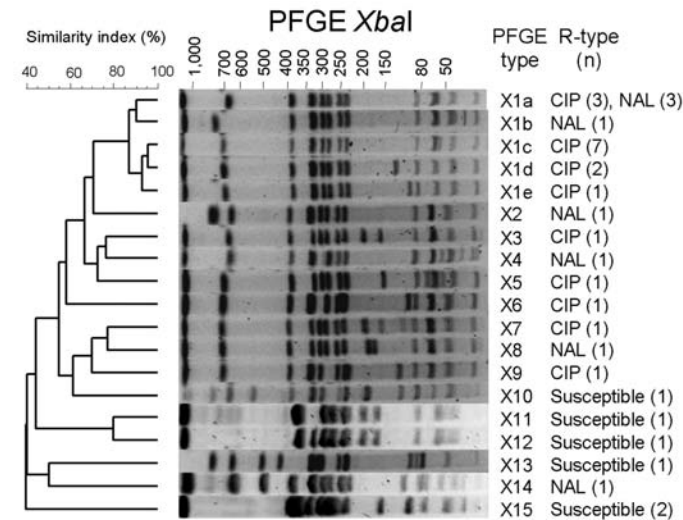 PFGE XbaI
Similarity index (%)
40 60 80 100
1,000 700 600 500 400 350 300 250 200 150 80 50
PFGE type R-type (n)
X1a CIP (3), NAL (3)
X1b NAL (1)
X1c CIP (7)
X1d CIP (2)
X1e CIP (1)
X2 NAL (1)
X3 CIP (1)
X4 NAL (1)
X5 CIP (1)
X6 CIP (1)
X7 CIP (1)
X8 NAL (1)
X9 CIP (1)
X10 Susceptible (1)
X11 Susceptible (1)
X12 Susceptible (1)
X13 Susceptible (1)
X14 NAL (1)
X15 Susceptible (2)